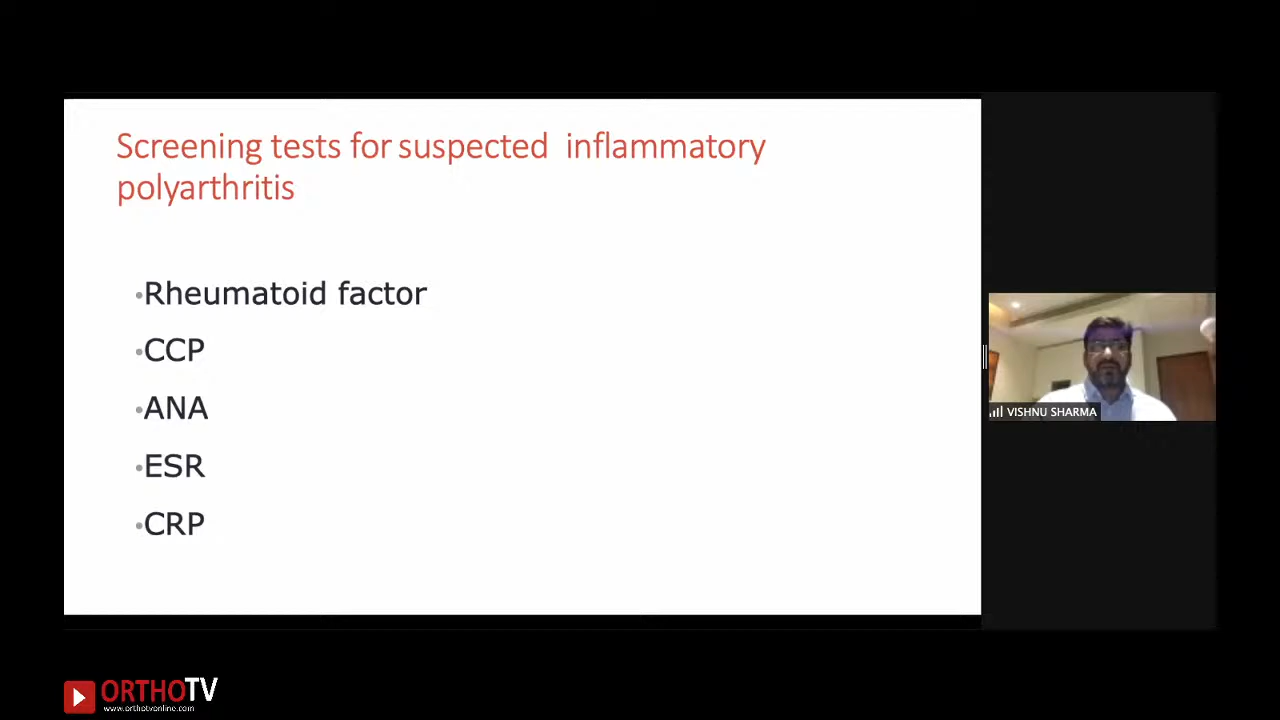 Screening tests for suspected inflammatory
polyarthritis
•Rheumatoid factor
•CCP
•ANA
•ESR
•CRP
VISHNU SHARMA
ORTHOTV
www.orthotvonline.com